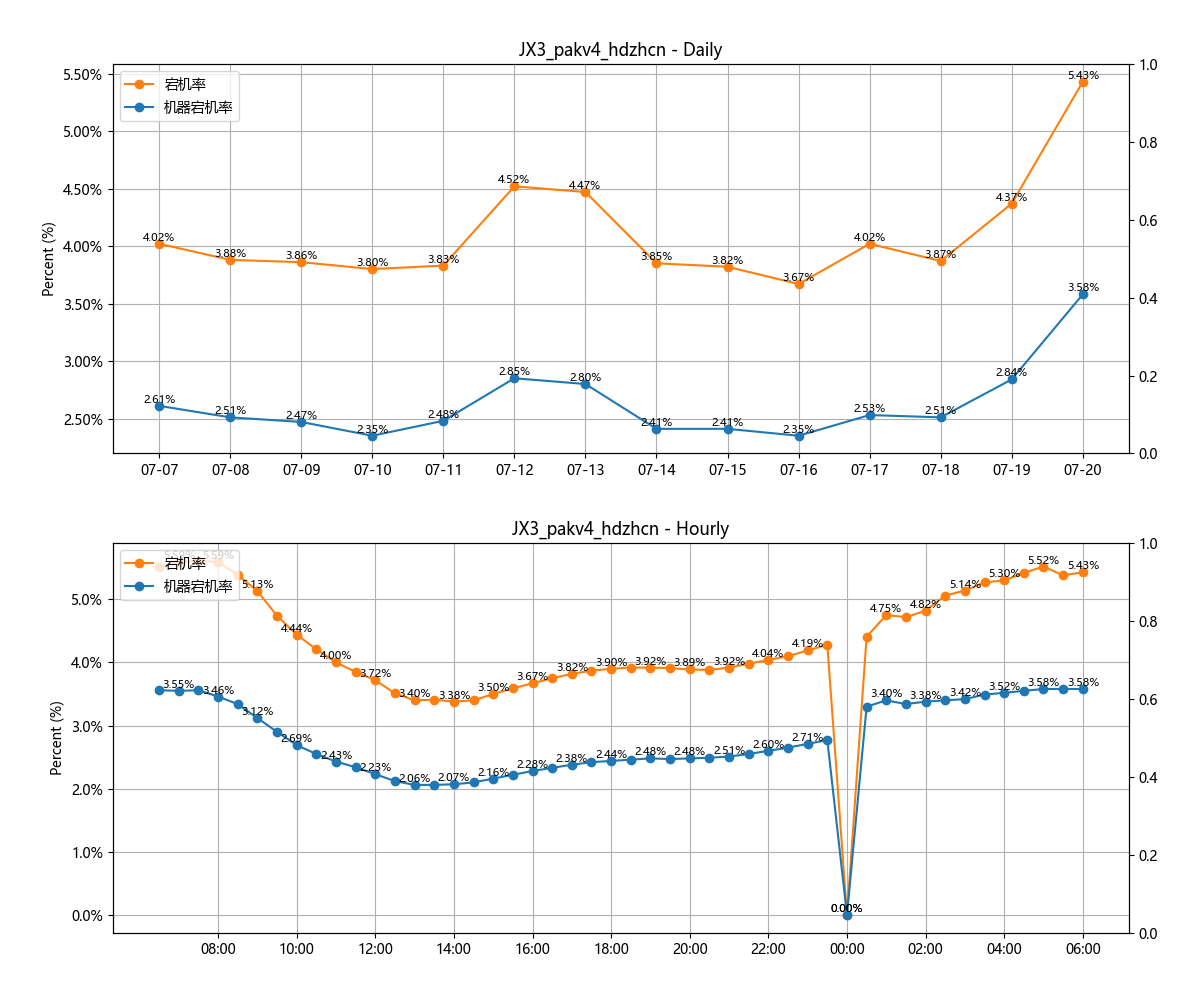 JX3_pakv4_hdzhcn - Daily
宕机率
机器宕机率
Percent (%)
5.50%
5.00%
4.50%
4.00%
3.50%
3.00%
2.50%
1.0
0.8
0.6
0.4
0.2
0.0
4.02% 3.88% 3.86% 3.80% 3.83% 4.52% 4.47% 3.85% 3.82% 3.67% 4.02% 3.87% 4.37% 5.43%
2.61% 2.51% 2.47% 2.35% 2.48% 2.85% 2.80% 2.41% 2.41% 2.35% 2.53% 2.51% 2.84% 3.58%
07-07 07-08 07-09 07-10 07-11 07-12 07-13 07-14 07-15 07-16 07-17 07-18 07-19 07-20
JX3_pakv4_hdzhcn - Hourly
宕机率
机器宕机率
Percent (%)
5.0%
4.0%
3.0%
2.0%
1.0%
0.0%
1.0
0.8
0.6
0.4
0.2
0.0
5.59% 5.13% 4.44% 4.00% 3.72% 3.40% 3.38% 3.50% 3.67% 3.82% 3.90% 3.92% 3.89% 3.92% 4.04% 4.19% 0.00% 4.75% 4.82% 5.14% 5.30% 5.52% 5.43%
3.55% 3.46% 3.12% 2.69% 2.43% 2.23% 2.06% 2.07% 2.16% 2.28% 2.38% 2.44% 2.48% 2.48% 2.51% 2.60% 2.71% 0.00% 3.40% 3.38% 3.42% 3.52% 3.58% 3.58%
08:00 10:00 12:00 14:00 16:00 18:00 20:00 22:00 00:00 02:00 04:00 06:00